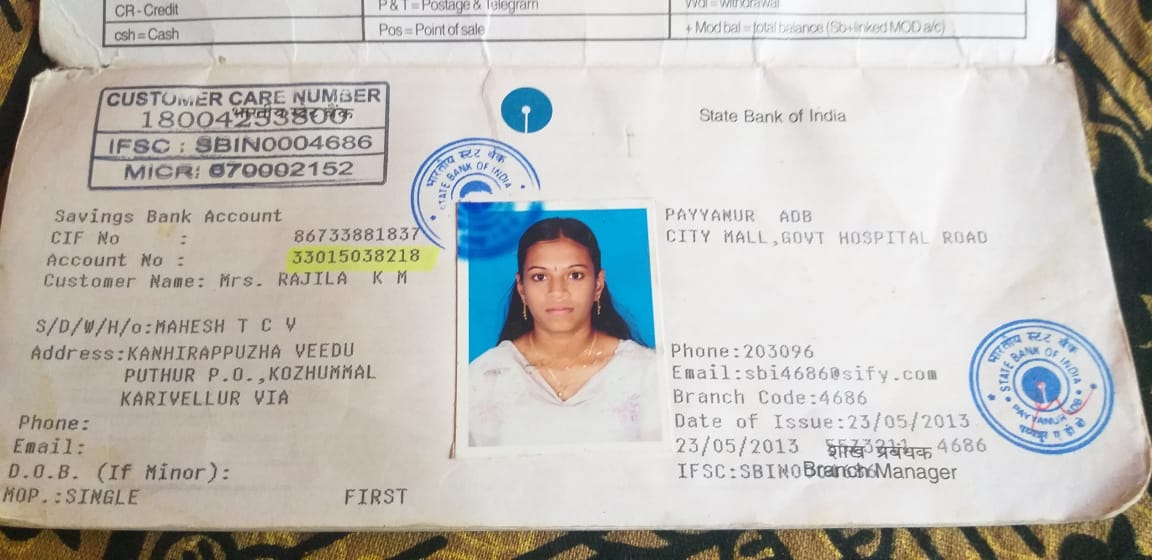 CR - Credit
P & T = Postage & Telegram
Wdl = withdrawal
csh = Cash
Pos = Point of sale
+ Mod bal = total balance (Sb+linked MOD a/c)
CUSTOMER CARE NUMBER
18004253800
भारतीय स्टेट बैंक
IFSC : SBIN0004686
MICR: 670002152
State Bank of India
भारतीय स्टेट बैंक
STATE BANK OF INDIA
Savings Bank Account
CIF No : 86733881837
Account No : 33015038218
Customer Name: Mrs. RAJILA K M
S/D/W/H/o:MAHESH T C V
Address:KANHIRAPPUZHA VEEDU
PUTHUR P.O.,KOZHUMMAL
KARIVELLUR VIA
Phone:
Email:
D.O.B. (If Minor):
MOP.:SINGLE FIRST
PAYYANUR ADB
CITY MALL,GOVT HOSPITAL ROAD
Phone:203096
Email:sbi4686@sify.com
Branch Code:4686
Date of Issue:23/05/2013
23/05/2013 4686
शाखा प्रबंधक
IFSC:SBIN0
Branch Manager
भारतीय स्टेट बैंक
STATE BANK OF INDIA
PAYYANUR ADB